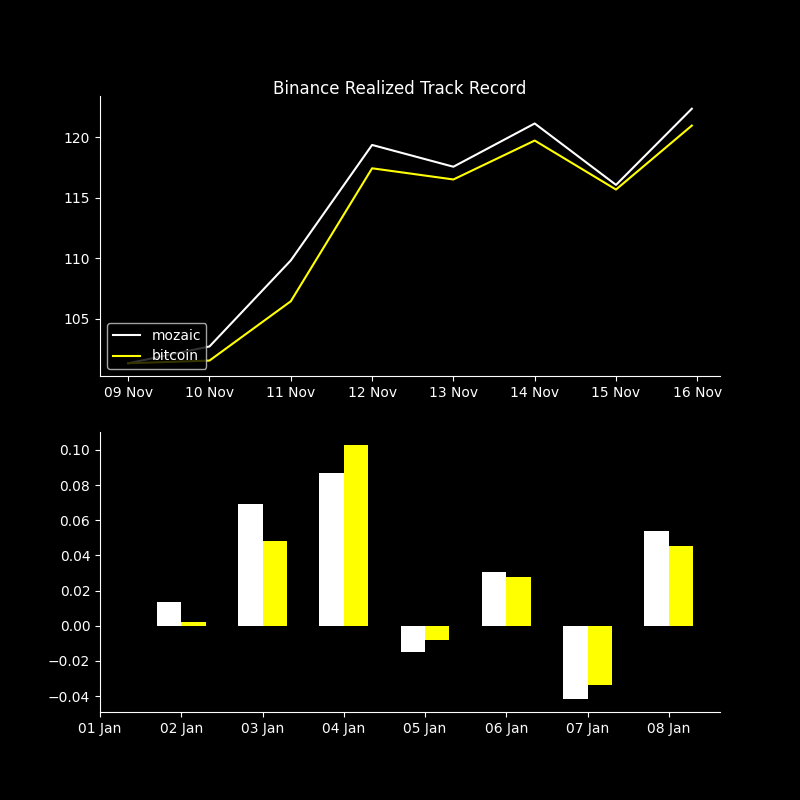 Binance Realized Track Record
120
115
110
105
mozaic
bitcoin
09 Nov 10 Nov 11 Nov 12 Nov 13 Nov 14 Nov 15 Nov 16 Nov
0.10
0.08
0.06
0.04
0.02
0.00
−0.02
−0.04
01 Jan 02 Jan 03 Jan 04 Jan 05 Jan 06 Jan 07 Jan 08 Jan